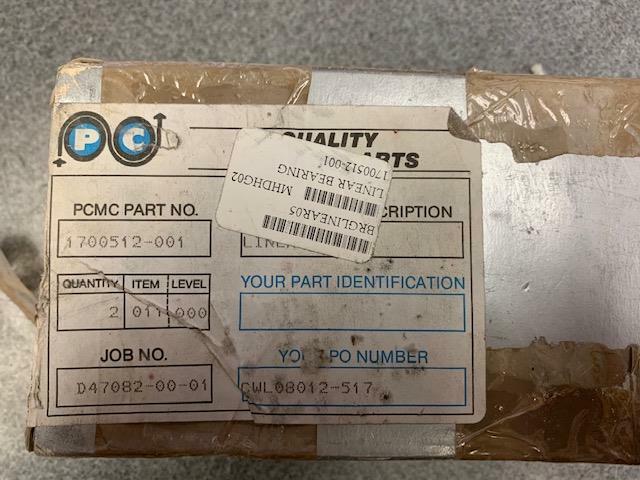 PC
QUALITY
ARTS
PCMC PART NO.
CRIPTION
1700512-001
LINE
QUANTITY ITEM LEVEL
2 011 000
YOUR PART IDENTIFICATION
JOB NO.
YOUR PO NUMBER
D47082-00-01
CWL08012-517
BRGLINEAR05
MHDHG02
LINEAR BEARING
1700512-001